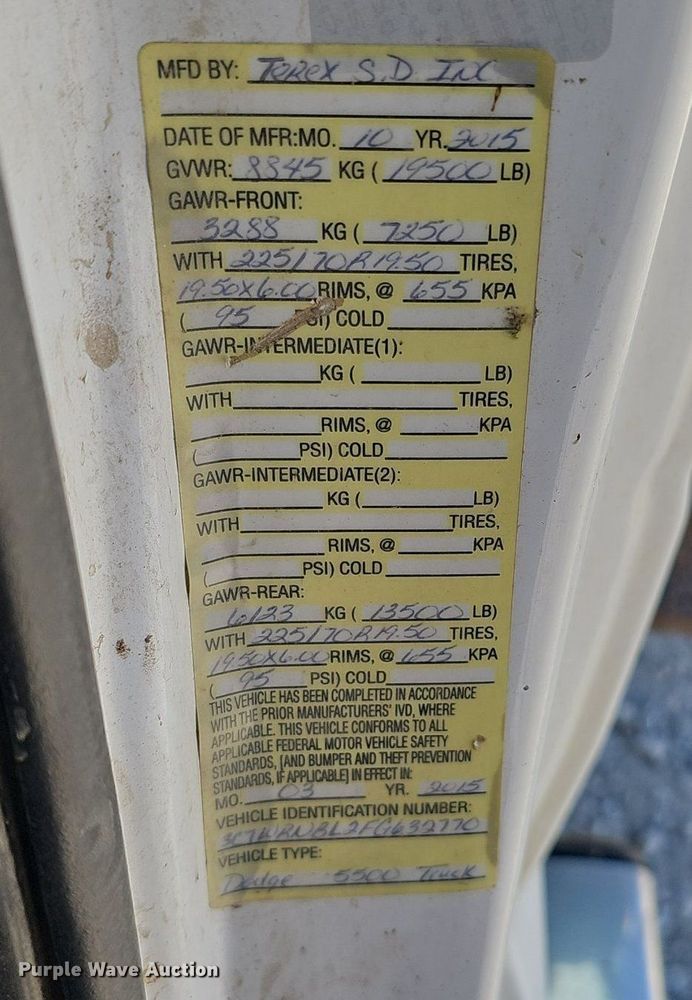 MFD BY: Terex S.D INC
DATE OF MFR:MO. 10 YR. 2015
GVWR: 8845 KG ( 19500 LB)
GAWR-FRONT:
3288 KG ( 7250 LB)
WITH 225/70R19.50 TIRES,
19.50x6.00 RIMS, @ 655 KPA
( 95 SI) COLD
GAWR-INTERMEDIATE(1):
KG ( LB)
WITH TIRES,
RIMS, @ KPA
( PSI) COLD
GAWR-INTERMEDIATE(2):
KG ( LB)
WITH TIRES,
RIMS, @ KPA
( PSI) COLD
GAWR-REAR:
6123 KG ( 13500 LB)
WITH 225/70R19.50 TIRES,
19.50x6.00 RIMS, @ 655 KPA
( 95 PSI) COLD
THIS VEHICLE HAS BEEN COMPLETED IN ACCORDANCE
WITH THE PRIOR MANUFACTURERS' IVD, WHERE
APPLICABLE. THIS VEHICLE CONFORMS TO ALL
APPLICABLE FEDERAL MOTOR VEHICLE SAFETY
STANDARDS, [AND BUMPER AND THEFT PREVENTION
STANDARDS, IF APPLICABLE] IN EFFECT IN:
MO. 03 YR. 2015
VEHICLE IDENTIFICATION NUMBER:
3C7WRNBL2FG632770
VEHICLE TYPE:
Dodge 5500 Truck
Purple Wave Auction